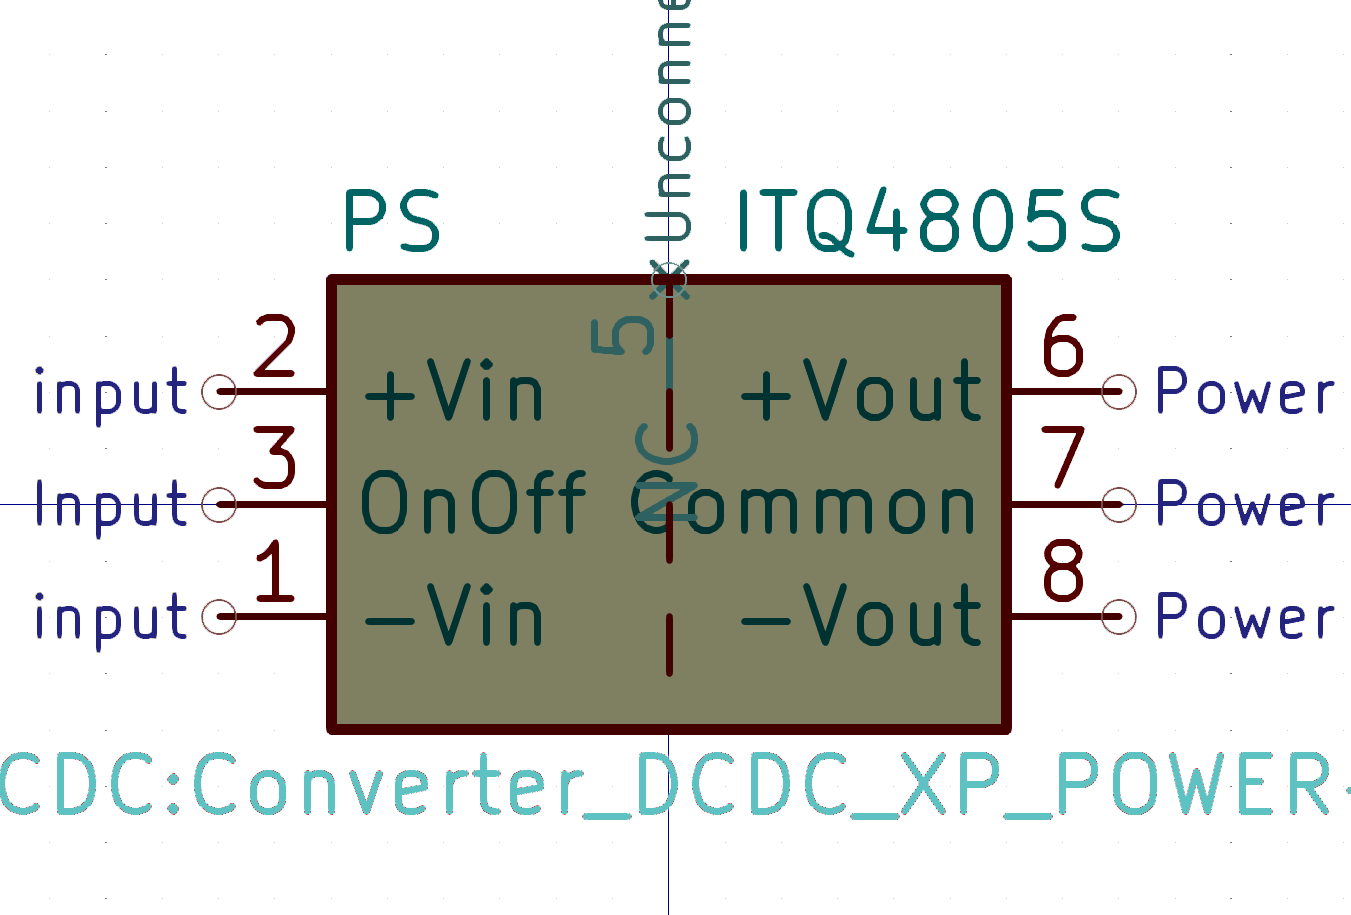 Unconne
PS
ITQ4805S
5
NC
input 2 +Vin
+Vout 6 Power
Input 3 OnOff
Common 7 Power
input 1 -Vin
-Vout 8 Power
CDC:Converter_DCDC_XP_POWER-